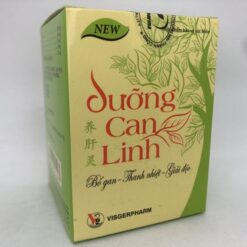 NEW
Dưỡng
Can
养肝灵
Linh
Bổ gan - Thanh nhiệt - Giải độc
VISGERPHARM